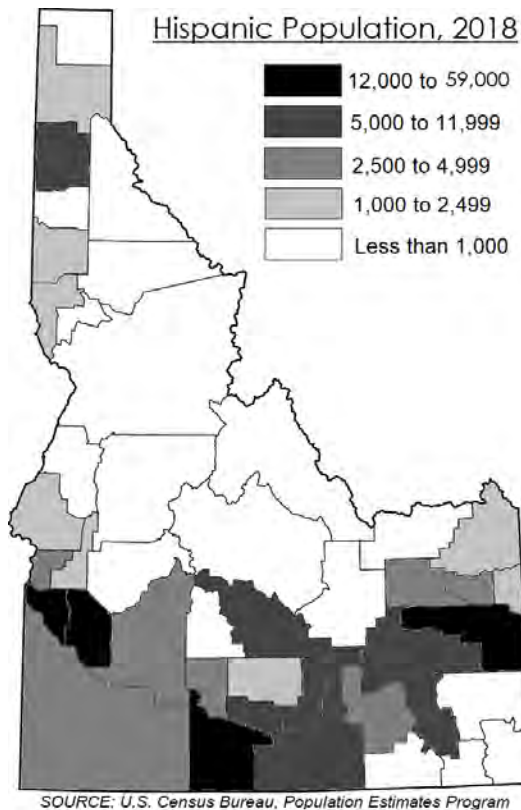 Hispanic Population, 2018
12,000 to 59,000
5,000 to 11,999
2,500 to 4,999
1,000 to 2,499
Less than 1,000
SOURCE: U.S. Census Bureau, Population Estimates Program